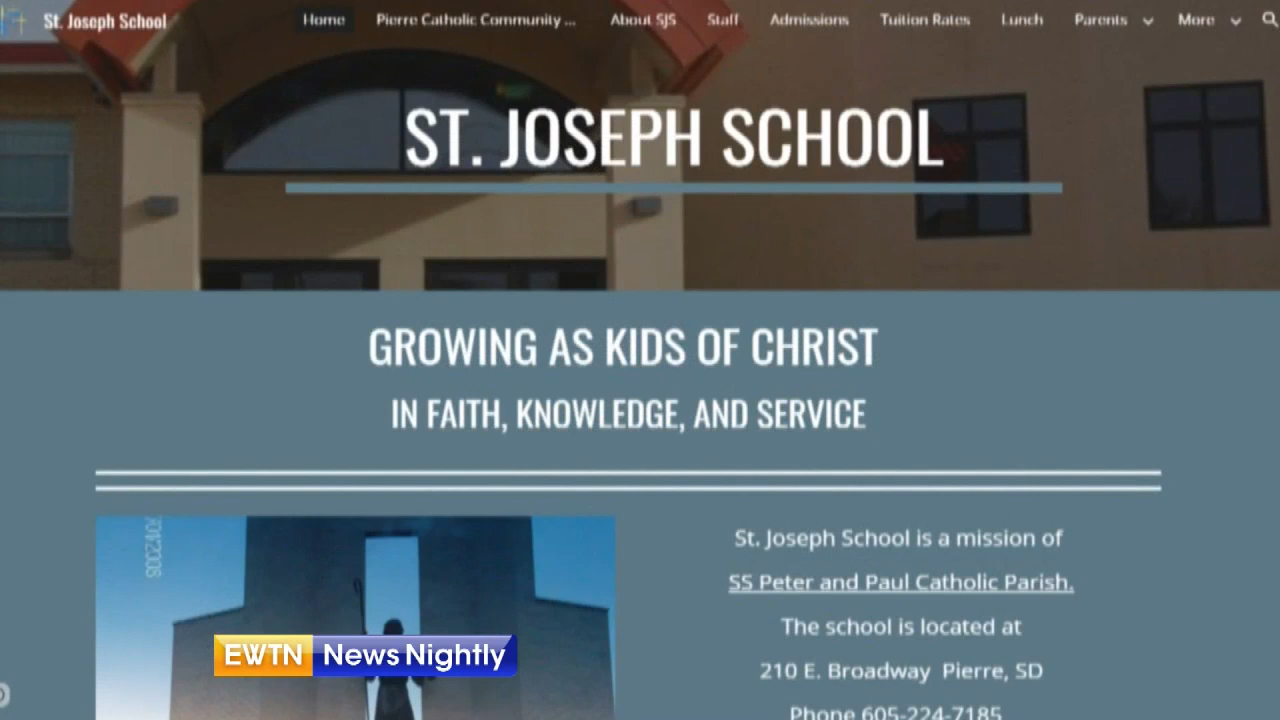 St. Joseph School
Home Pierre Catholic Community ... About SJS Staff Admissions Tuition Rates Lunch Parents More
ST. JOSEPH SCHOOL
GROWING AS KIDS OF CHRIST
IN FAITH, KNOWLEDGE, AND SERVICE
St. Joseph School is a mission of
SS Peter and Paul Catholic Parish.
The school is located at
210 E. Broadway Pierre, SD
Phone 605-224-7185
EWTN News Nightly